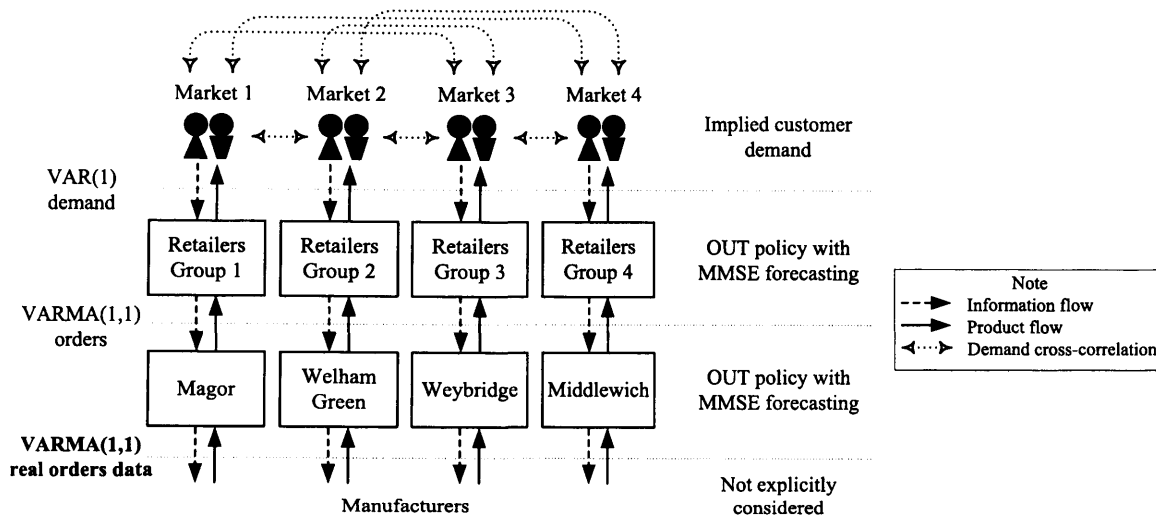 Market 1
Market 2
Market 3
Market 4
Implied customer
demand
VAR(1)
demand
Retailers
Group 1
Retailers
Group 2
Retailers
Group 3
Retailers
Group 4
OUT policy with
MMSE forecasting
Note
Information flow
Product flow
Demand cross-correlation
VARMA(1,1)
orders
Magor
Welham
Green
Weybridge
Middlewich
OUT policy with
MMSE forecasting
VARMA(1,1)
real orders data
Manufacturers
Not explicitly
considered